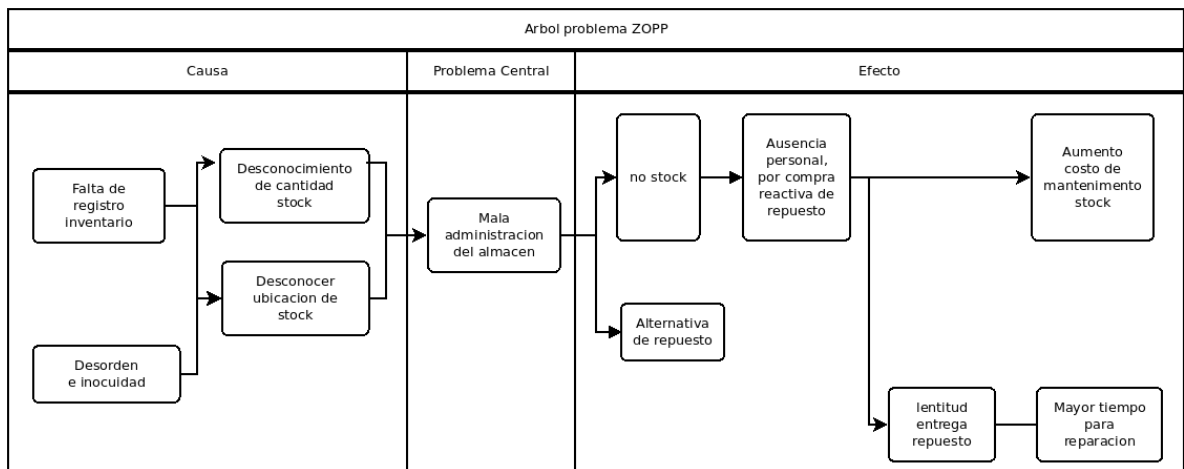 Arbol problema ZOPP
Causa
Problema Central
Efecto
Falta de
registro
inventario
Desorden
e inocuidad
Desconocimiento
de cantidad
stock
Desconocer
ubicacion de
stock
Mala
administracion
del almacen
no stock
Alternativa
de repuesto
Ausencia
personal,
por compra
reactiva de
repuesto
Aumento
costo de
mantenimento
stock
lentitud
entrega
repuesto
Mayor tiempo
para
reparacion